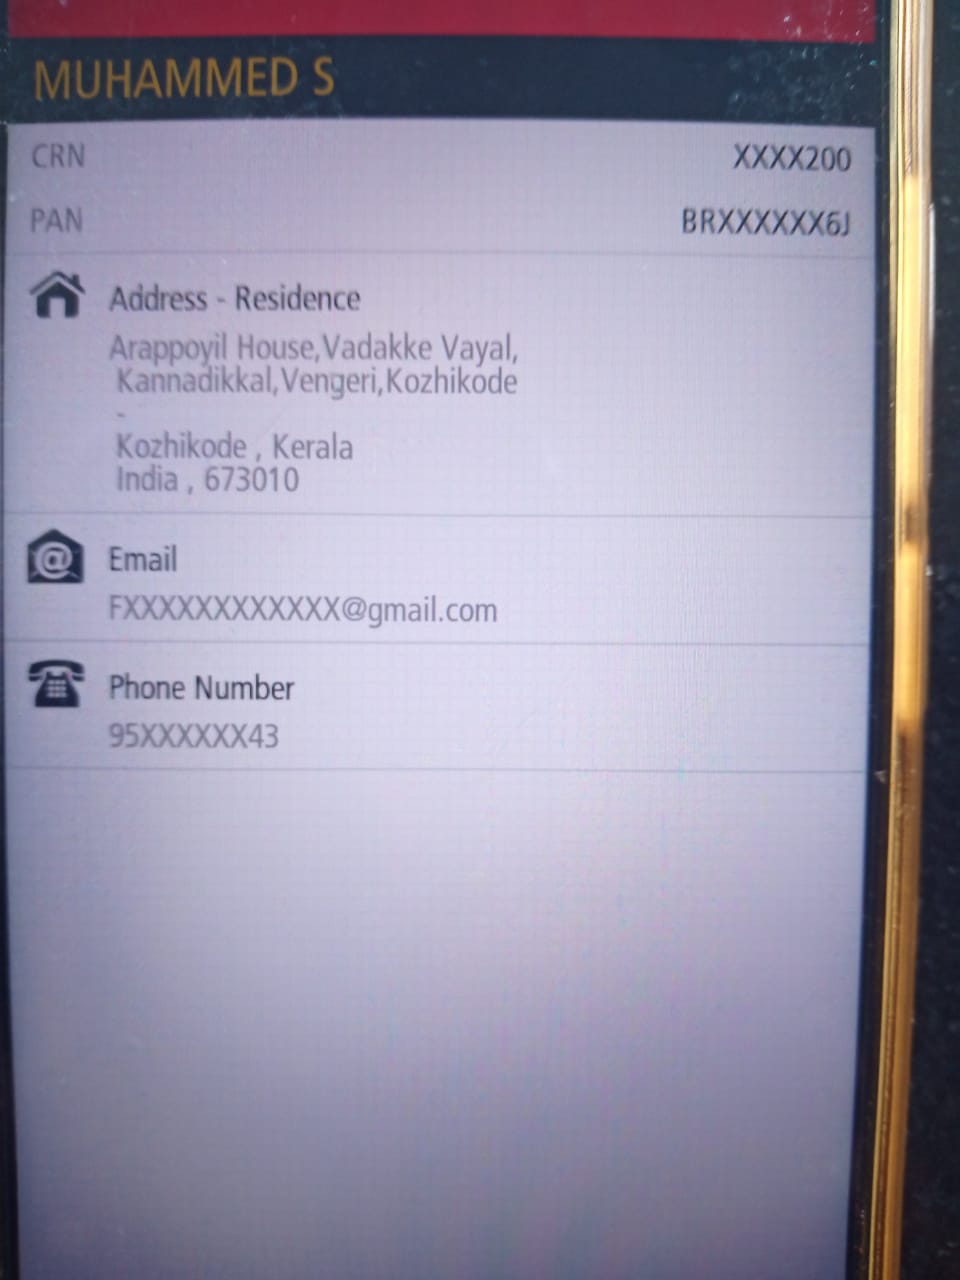 MUHAMMED S
CRN XXXX200
PAN BRXXXXXX6J
Address - Residence
Arappoyil House,Vadakke Vayal,
Kannadikkal,Vengeri,Kozhikode
-
Kozhikode , Kerala
India , 673010
Email
FXXXXXXXXXXXX@gmail.com
Phone Number
95XXXXXX43